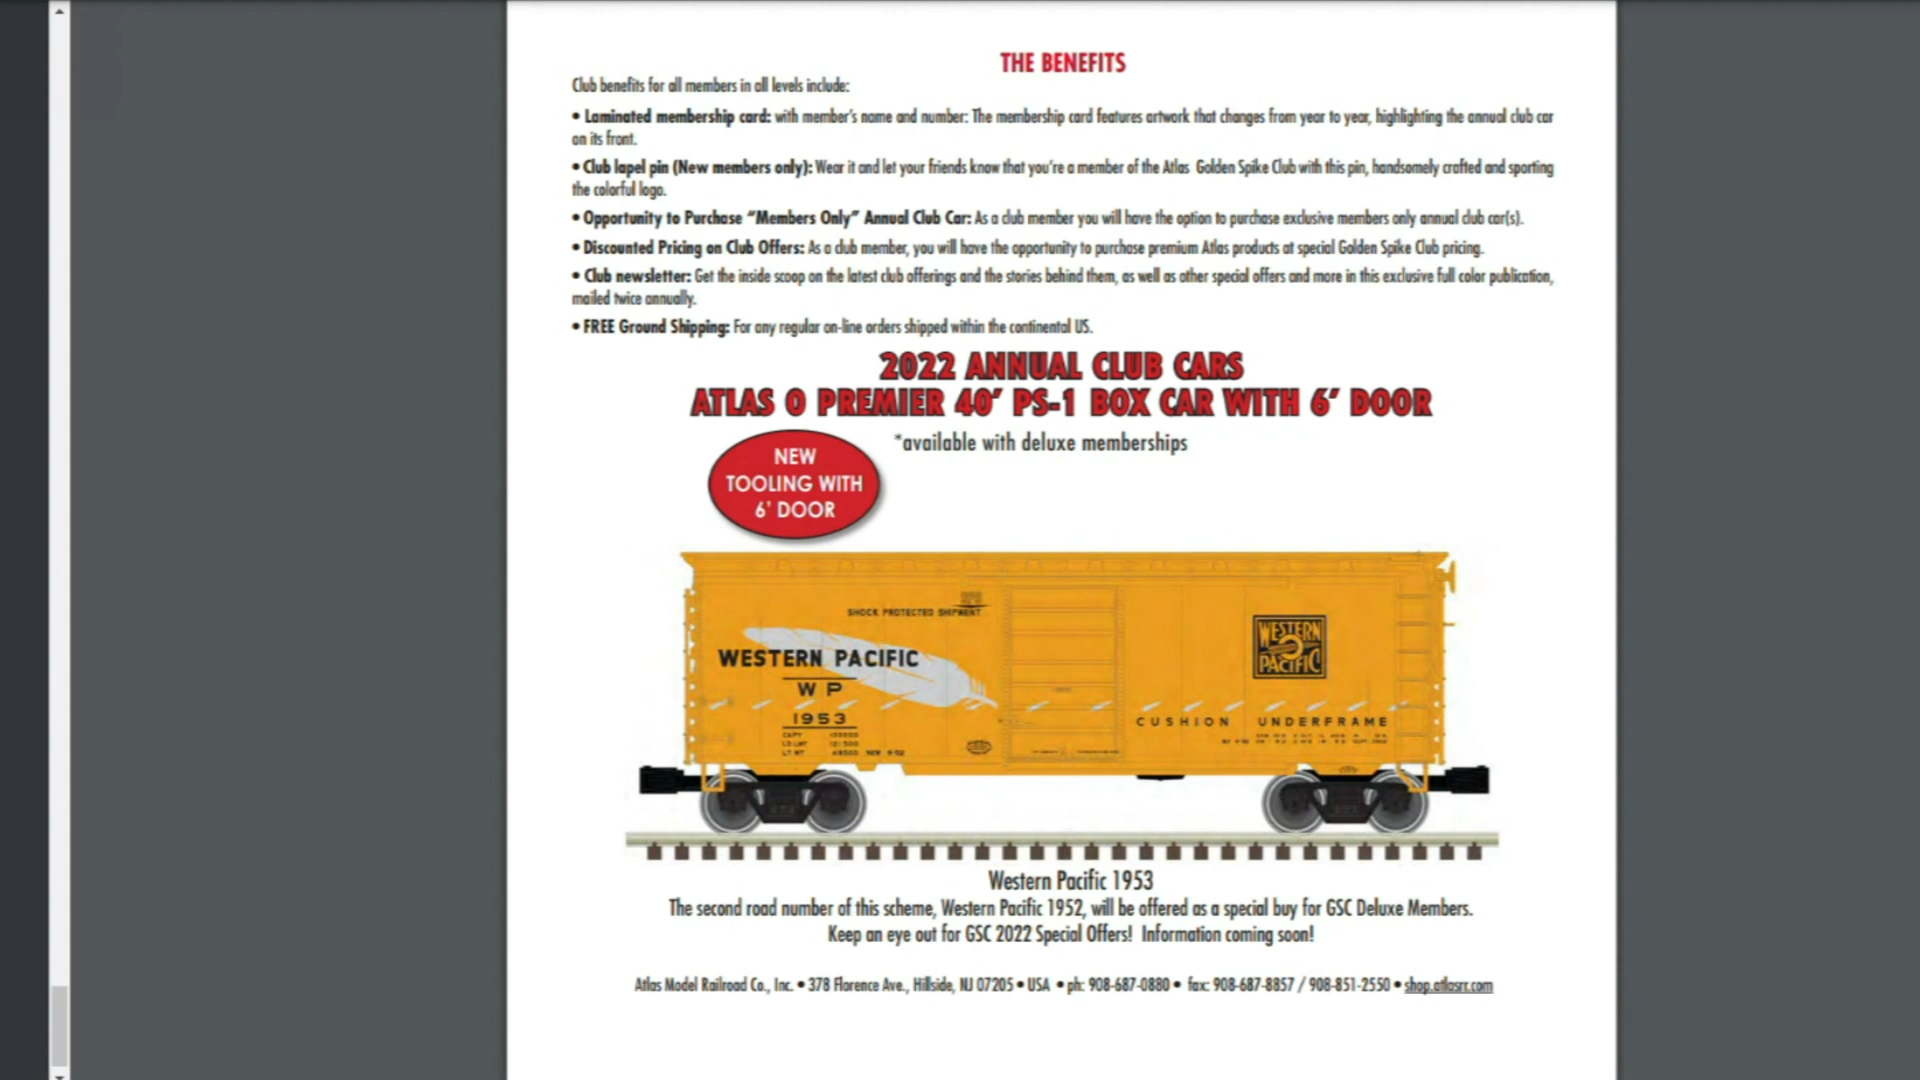 THE BENEFITS
Club benefits for all members in all levels include:
• Laminated membership card: with member's name and number: The membership card features artwork that changes from year to year, highlighting the annual club car
on its front.
• Club lapel pin (New members only): Wear it and let your friends know that you're a member of the Atlas Golden Spike Club with this pin, handsomely crafted and sporting
the colorful logo.
• Opportunity to Purchase "Members Only" Annual Club Car: As a club member you will have the option to purchase exclusive members only annual club car(s).
• Discounted Pricing on Club Offers: As a club member, you will have the opportunity to purchase premium Atlas products at special Golden Spike Club pricing.
• Club newsletter: Get the inside scoop on the latest club offerings and the stories behind them, as well as other special offers and more in this exclusive full color publication,
mailed twice annually.
• FREE Ground Shipping: For any regular on-line orders shipped within the continental US.
2022 ANNUAL CLUB CARS
ATLAS O PREMIER 40' PS-1 BOX CAR WITH 6' DOOR
*available with deluxe memberships
NEW
TOOLING WITH
6' DOOR
SHOCK PROTECTED SHIPMENT
WESTERN PACIFIC
W P
1953
CAPY 100000
LD LMT 121500
LT WT 48500 NEW 9-52
WESTERN
PACIFIC
CUSHION UNDERFRAME
Western Pacific 1953
The second road number of this scheme, Western Pacific 1952, will be offered as a special buy for GSC Deluxe Members.
Keep an eye out for GSC 2022 Special Offers! Information coming soon!
Atlas Model Railroad Co., Inc. • 378 Florence Ave., Hillside, NJ 07205 • USA • ph: 908-687-0880 • fax: 908-687-8857 / 908-851-2550 • shop.atlasrr.com